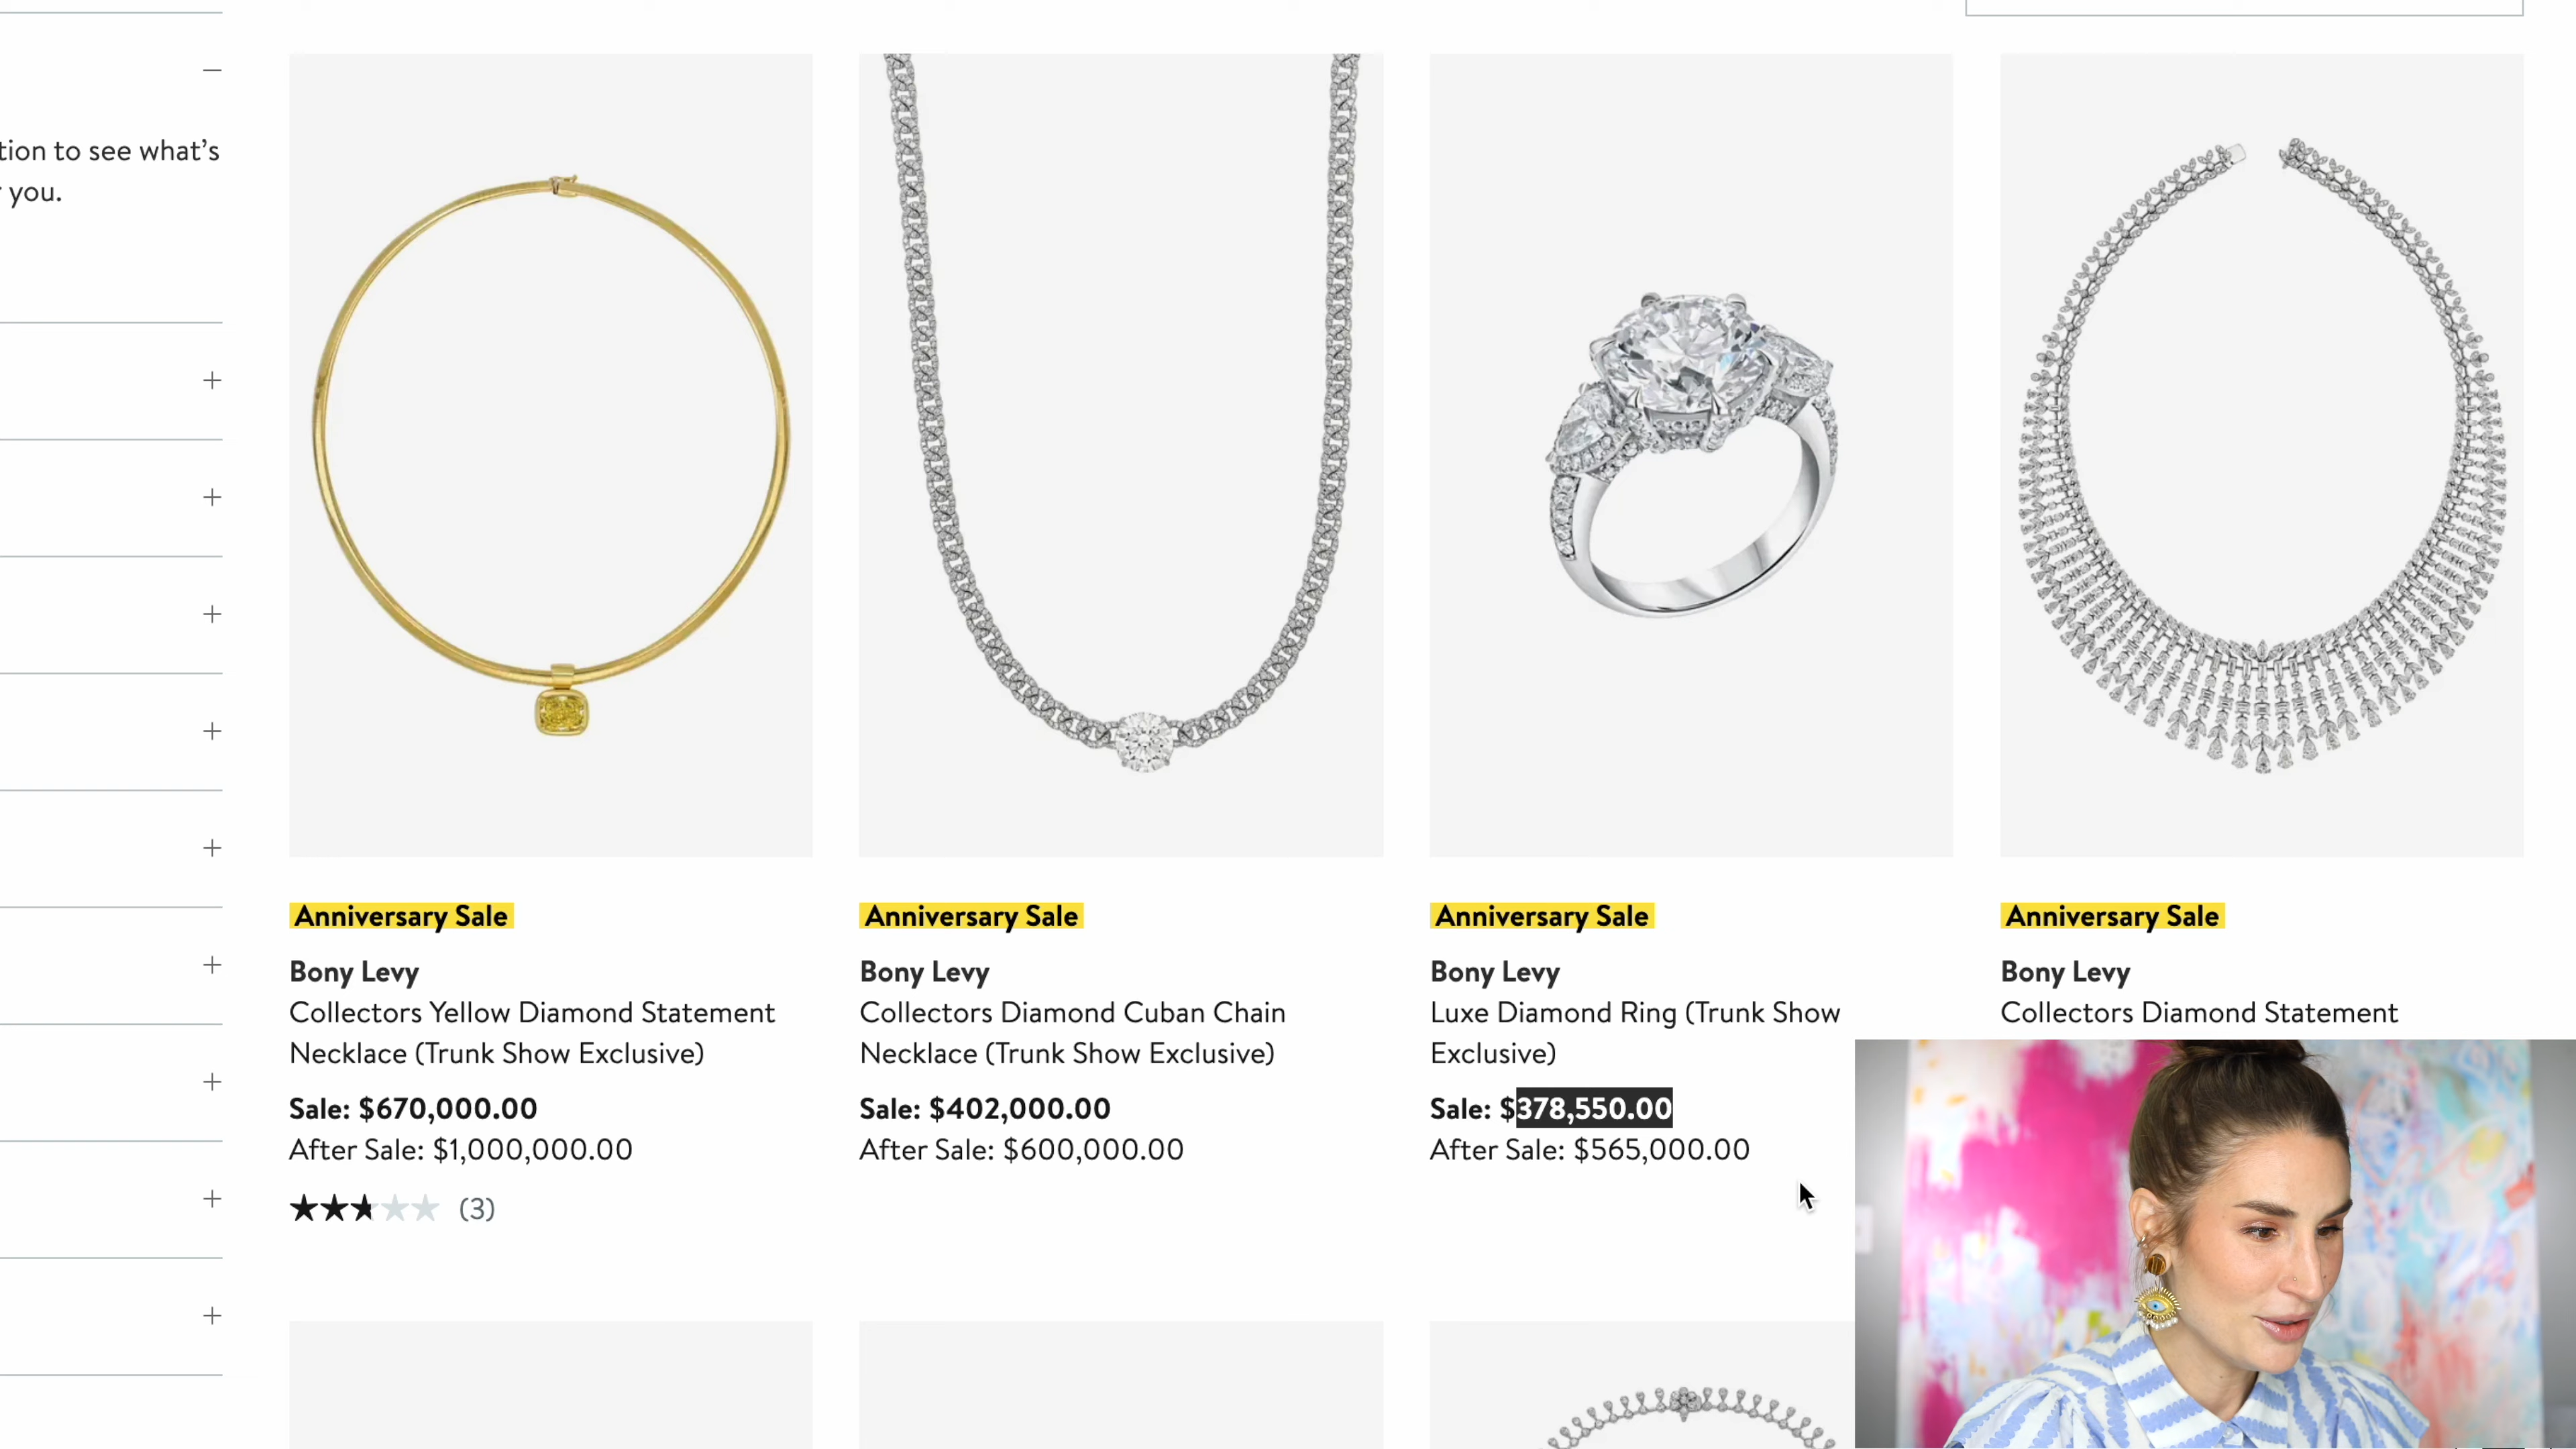 tion to see what's
you.
Anniversary Sale
Bony Levy
Collectors Yellow Diamond Statement
Necklace (Trunk Show Exclusive)
Sale: $670,000.00
After Sale: $1,000,000.00
(3)
Anniversary Sale
Bony Levy
Collectors Diamond Cuban Chain
Necklace (Trunk Show Exclusive)
Sale: $402,000.00
After Sale: $600,000.00
Anniversary Sale
Bony Levy
Luxe Diamond Ring (Trunk Show
Exclusive)
Sale: $378,550.00
After Sale: $565,000.00
Anniversary Sale
Bony Levy
Collectors Diamond Statement